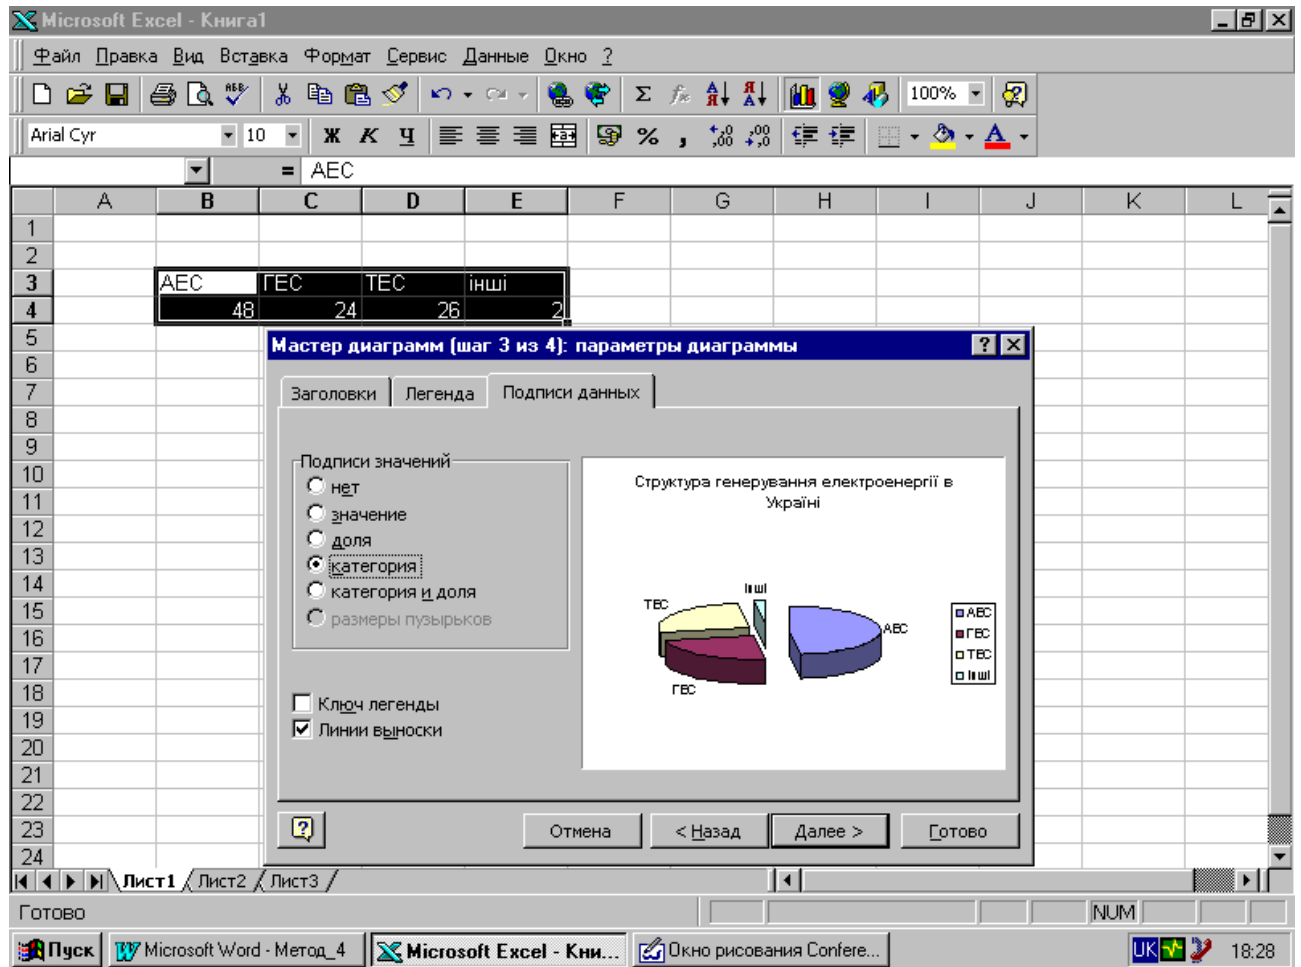 Microsoft Excel - Книга1
Файл Правка Вид Вставка Формат Сервис Данные Окно ?
100%
Arial Cyr 10 Ж К Ч % ,
= АЕС
A B C D E F G H I J K L
1
2
3 АЕС ГЕС ТЕС інші
4 48 24 26 2
5
Мастер диаграмм (шаг 3 из 4): параметры диаграммы
6
7
Заголовки Легенда Подписи данных
8
9
10
11
12
13
14
15
16
17
18
19
20
21
22
23
24
Подписи значений
нет
значение
доля
категория
категория и доля
размеры пузырьков
Ключ легенды
Линии выноски
Структура генерування електроенергії в
Україні
інші
ТЕС
АЕС
ГЕС
АЕС
ГЕС
ТЕС
інші
Отмена < Назад Далее > Готово
Лист1 Лист2 Лист3
Готово NUM
Пуск Microsoft Word - Метод_4 Microsoft Excel - Кни... Окно рисования Confere... UK 18:28